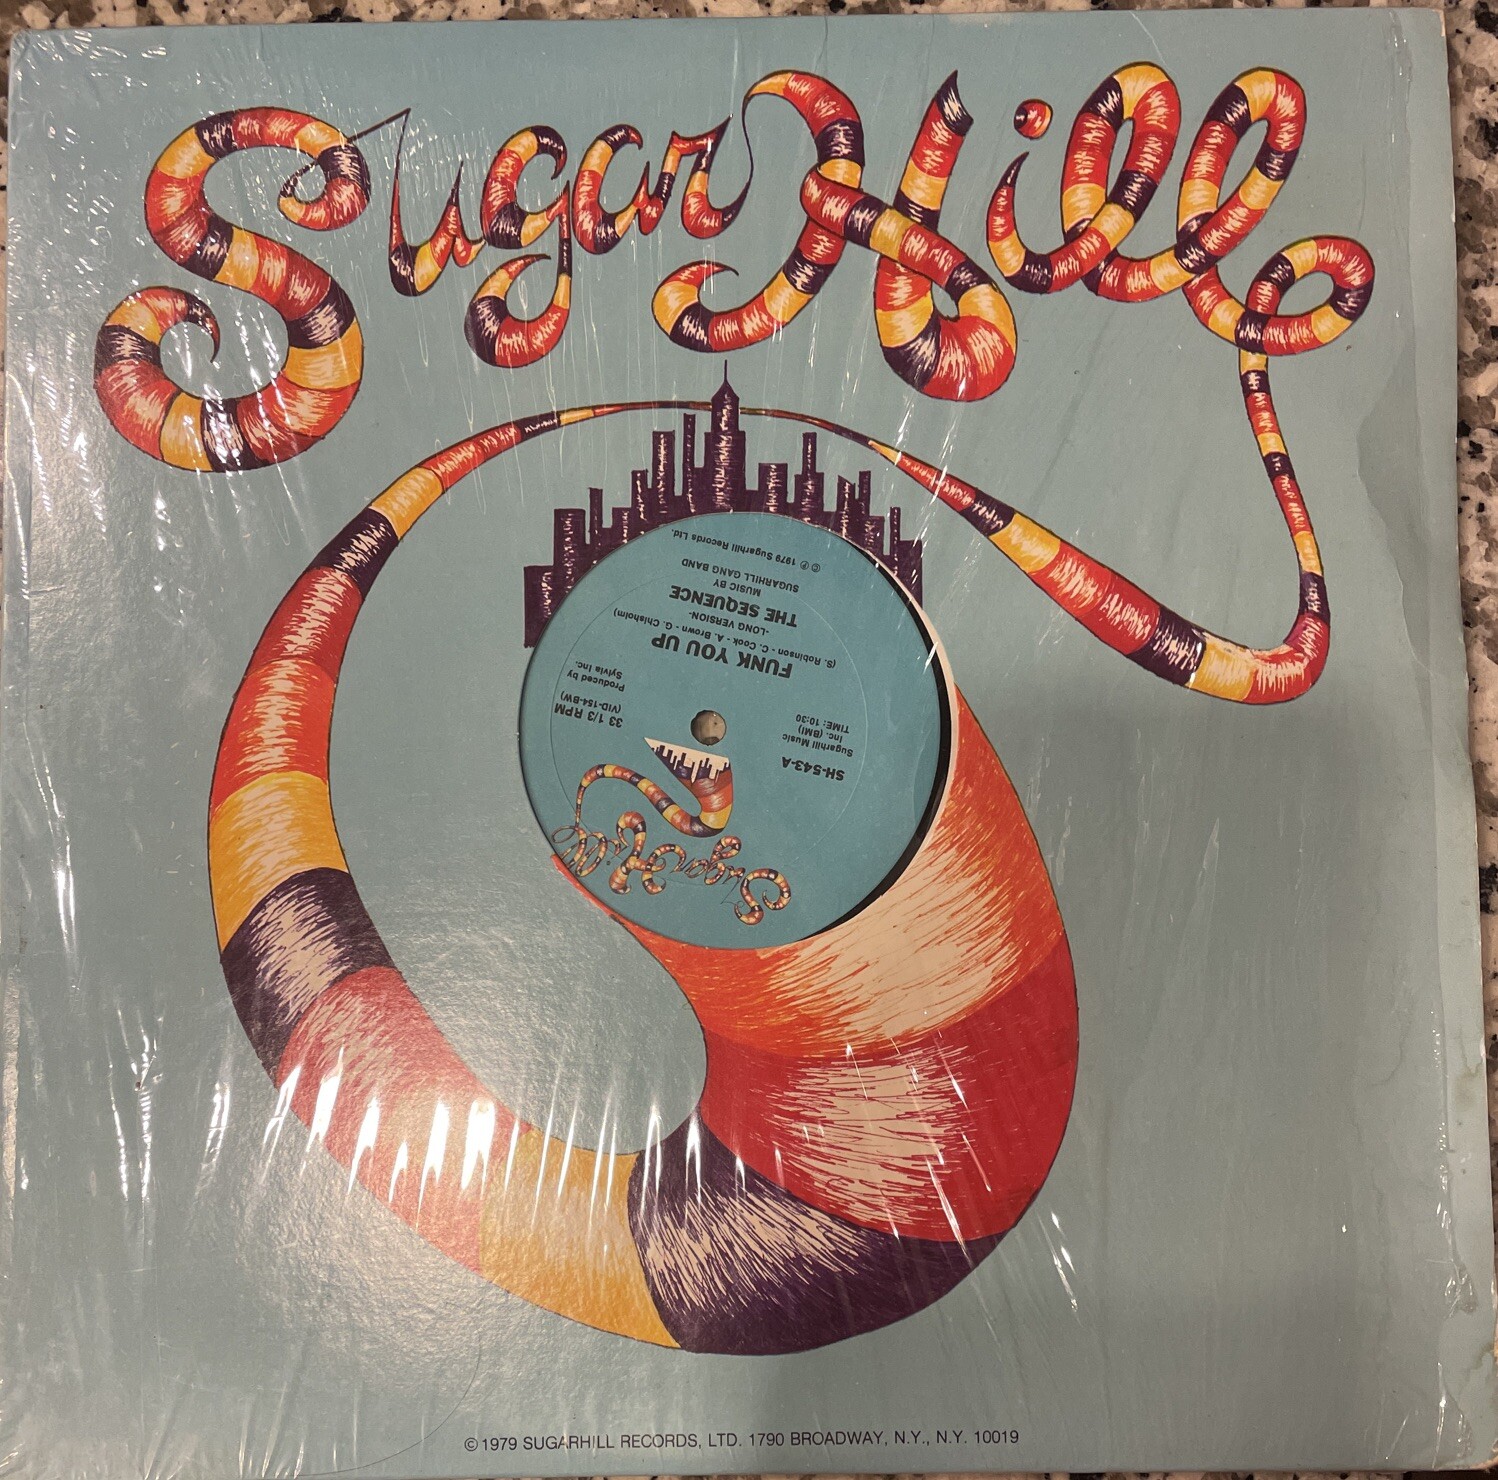 Sugar Hill
℗ © 1979 Sugarhill Records Ltd.
SUGARHILL GANG BAND
MUSIC BY
THE SEQUENCE
-LONG VERSION-
(S. Robinson - C. Cook - A. Brown - G. Chisholm)
FUNK YOU UP
Produced by
Sylvia Inc.
33 1/3 RPM
(VID-154-BW)
SH-543-A
Sugarhill Music
Inc. (BMI)
TIME: 10:30
Sugar Hill
© 1979 SUGARHILL RECORDS, LTD. 1790 BROADWAY, N.Y., N.Y. 10019